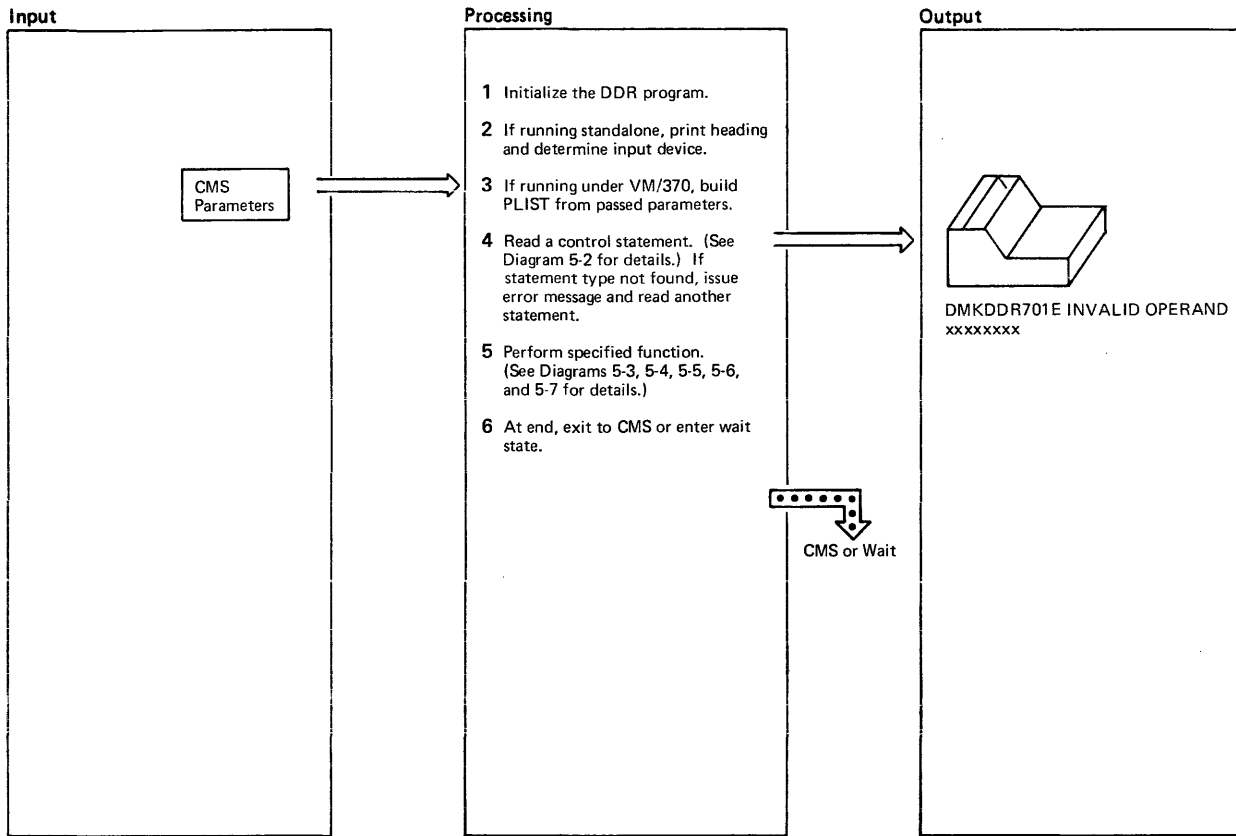 Input
Processing
Output
CMS
Parameters
1 Initialize the DDR program.
2 If running standalone, print heading
and determine input device.
3 If running under VM/370, build
PLIST from passed parameters.
4 Read a control statement. (See
Diagram 5-2 for details.) If
statement type not found, issue
error message and read another
statement.
5 Perform specified function.
(See Diagrams 5-3, 5-4, 5-5, 5-6,
and 5-7 for details.)
6 At end, exit to CMS or enter wait
state.
DMKDDR701E INVALID OPERAND
xxxxxxxx
CMS or Wait